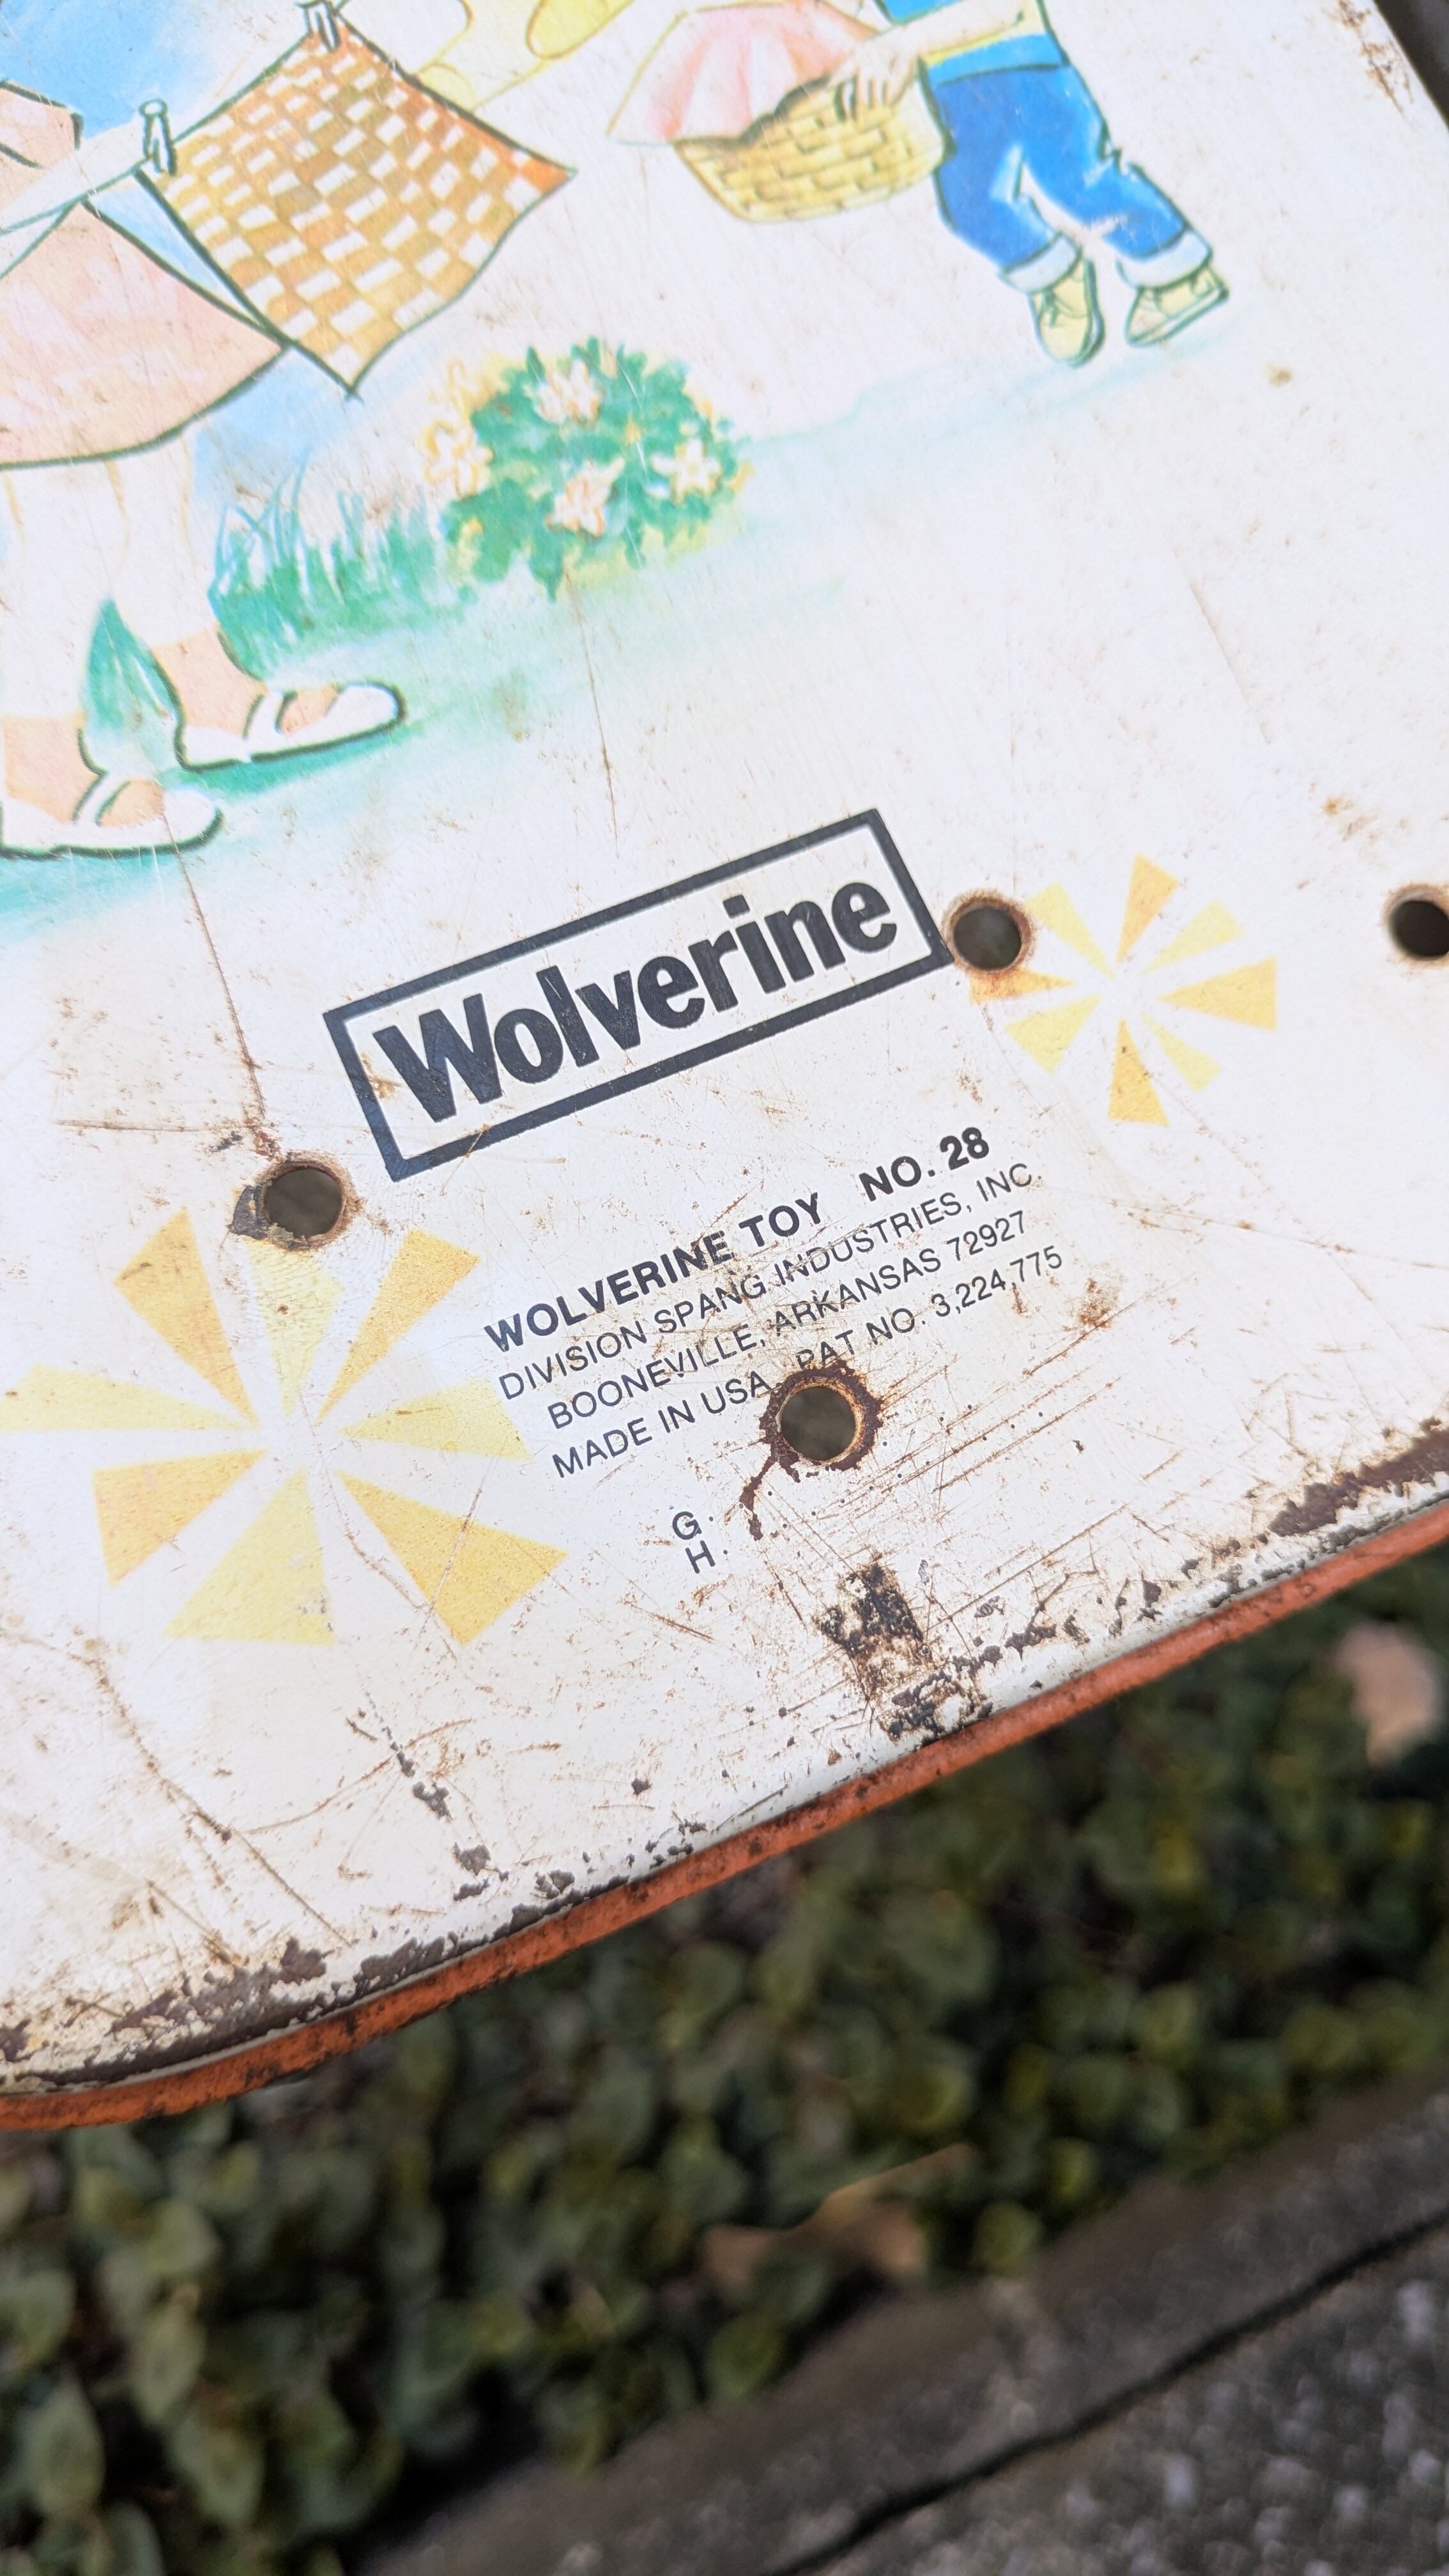 Wolverine
WOLVERINE TOY NO. 28
DIVISION SPANG INDUSTRIES, INC.
BOONEVILLE, ARKANSAS 72927
MADE IN USA PAT NO. 3,224,775
G.
H.